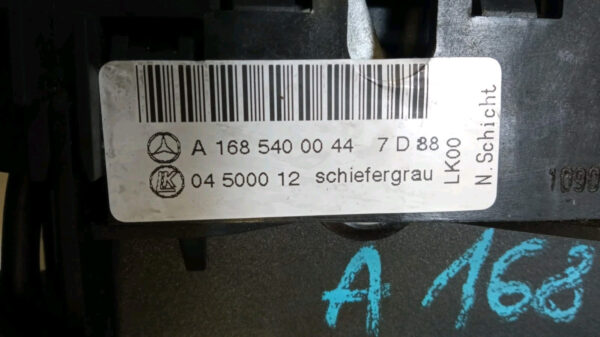 A 168 540 00 44 7 D 88
04 5000 12 schiefergrau
LK00
N. Schicht
A 168